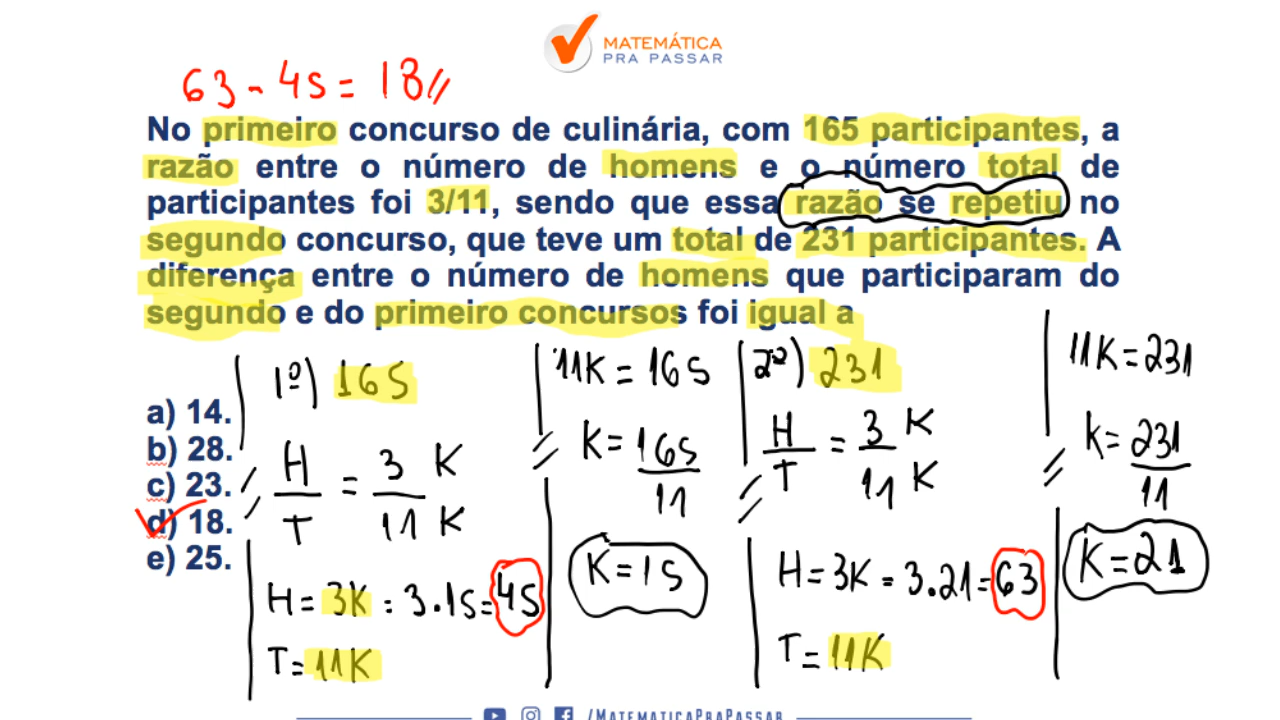 MATEMÁTICA
PRA PASSAR
63 - 45 = 18//
No primeiro concurso de culinária, com 165 participantes, a
razão entre o número de homens e o número total de
participantes foi 3/11, sendo que essa razão se repetiu no
segundo concurso, que teve um total de 231 participantes. A
diferença entre o número de homens que participaram do
segundo e do primeiro concursos foi igual a
a) 14.
b) 28.
c) 23.
d) 18.
e) 25.
1º) 165
H/T = 3K/11K
H = 3K = 3.15 = 45
T = 11K
11K = 165
K = 165/11
K = 15
2º) 231
H/T = 3K/11K
H = 3K = 3.21 = 63
T = 11K
11K = 231
K = 231/11
K = 21
/MATEMATICAPRAPASSAR